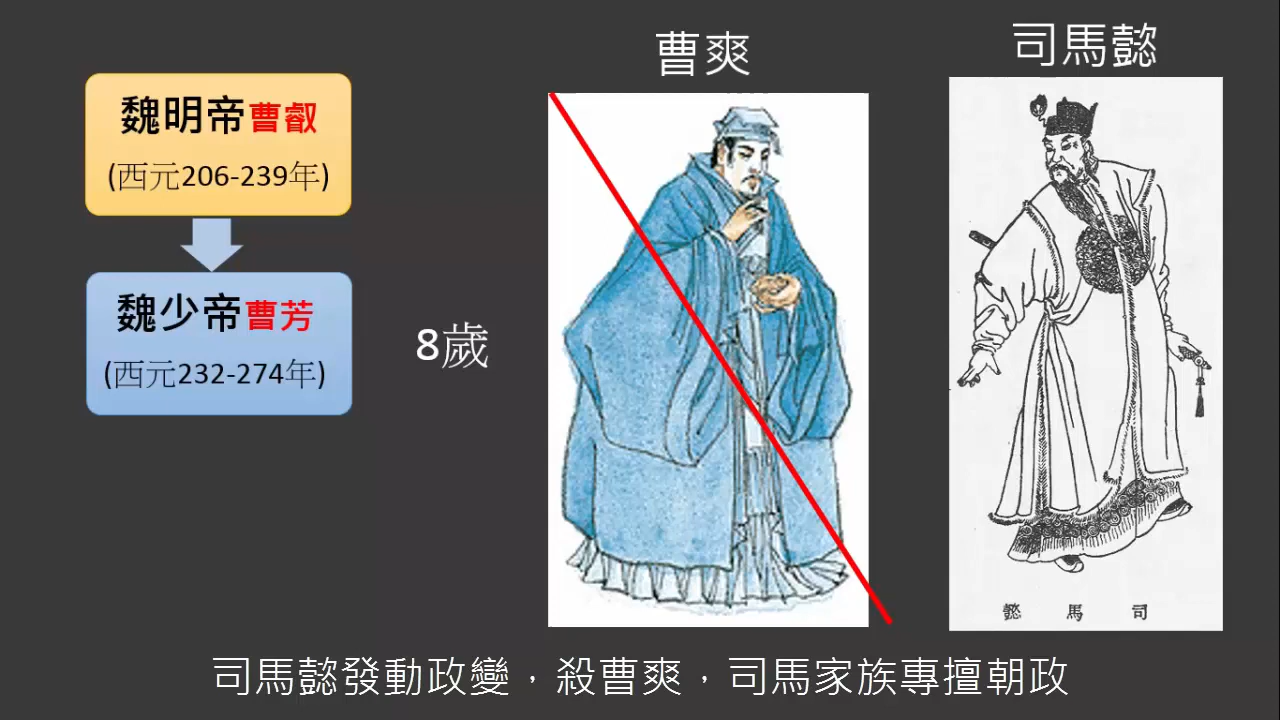 魏明帝曹叡
(西元206-239年)
魏少帝曹芳
(西元232-274年)
8歲
曹爽
司馬懿
懿 馬 司
司馬懿發動政變，殺曹爽，司馬家族專擅朝政